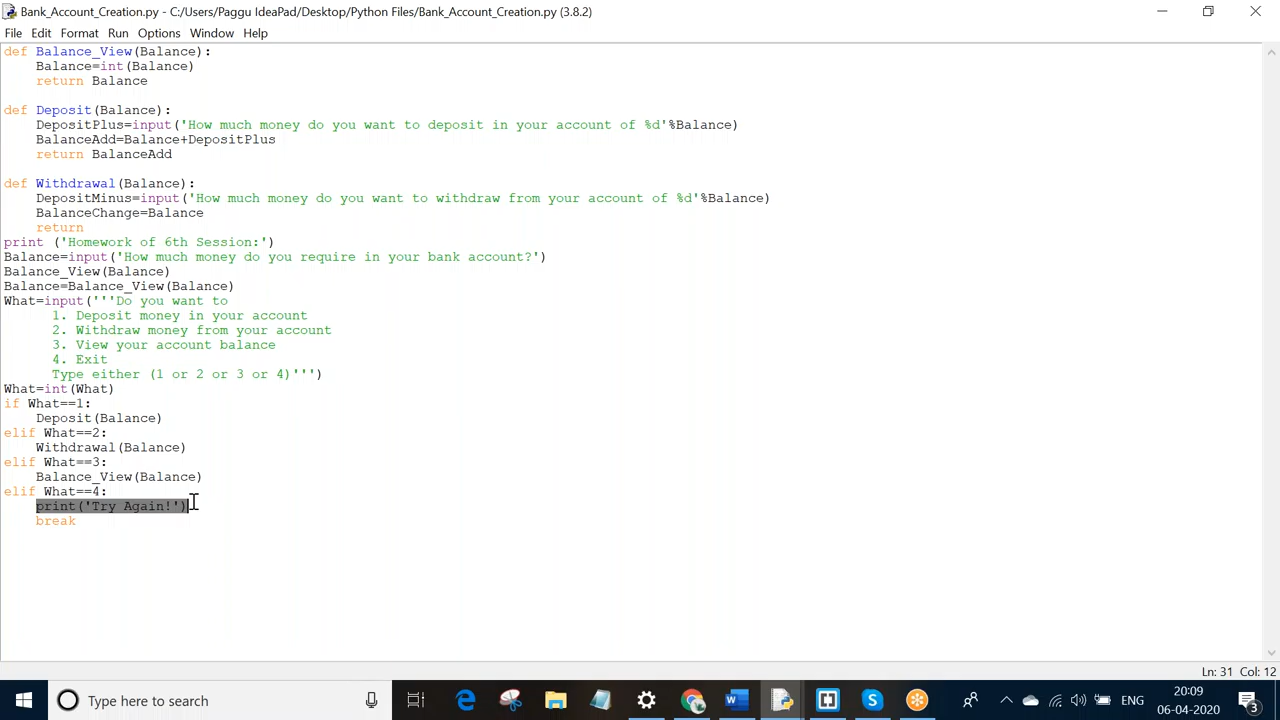 Bank_Account_Creation.py - C:/Users/Paggu IdeaPad/Desktop/Python Files/Bank_Account_Creation.py (3.8.2)
File Edit Format Run Options Window Help
def Balance_View(Balance):
    Balance=int(Balance)
    return Balance

def Deposit(Balance):
    DepositPlus=input('How much money do you want to deposit in your account of %d'%Balance)
    BalanceAdd=Balance+DepositPlus
    return BalanceAdd

def Withdrawal(Balance):
    DepositMinus=input('How much money do you want to withdraw from your account of %d'%Balance)
    BalanceChange=Balance
    return
print ('Homework of 6th Session:')
Balance=input('How much money do you require in your bank account?')
Balance_View(Balance)
Balance=Balance_View(Balance)
What=input('''Do you want to
      1. Deposit money in your account
      2. Withdraw money from your account
      3. View your account balance
      4. Exit
      Type either (1 or 2 or 3 or 4)''')
What=int(What)
if What==1:
    Deposit(Balance)
elif What==2:
    Withdrawal(Balance)
elif What==3:
    Balance_View(Balance)
elif What==4:
    print('Try Again!')
    break
Ln: 31 Col: 12
Type here to search
ENG
20:09
06-04-2020
3